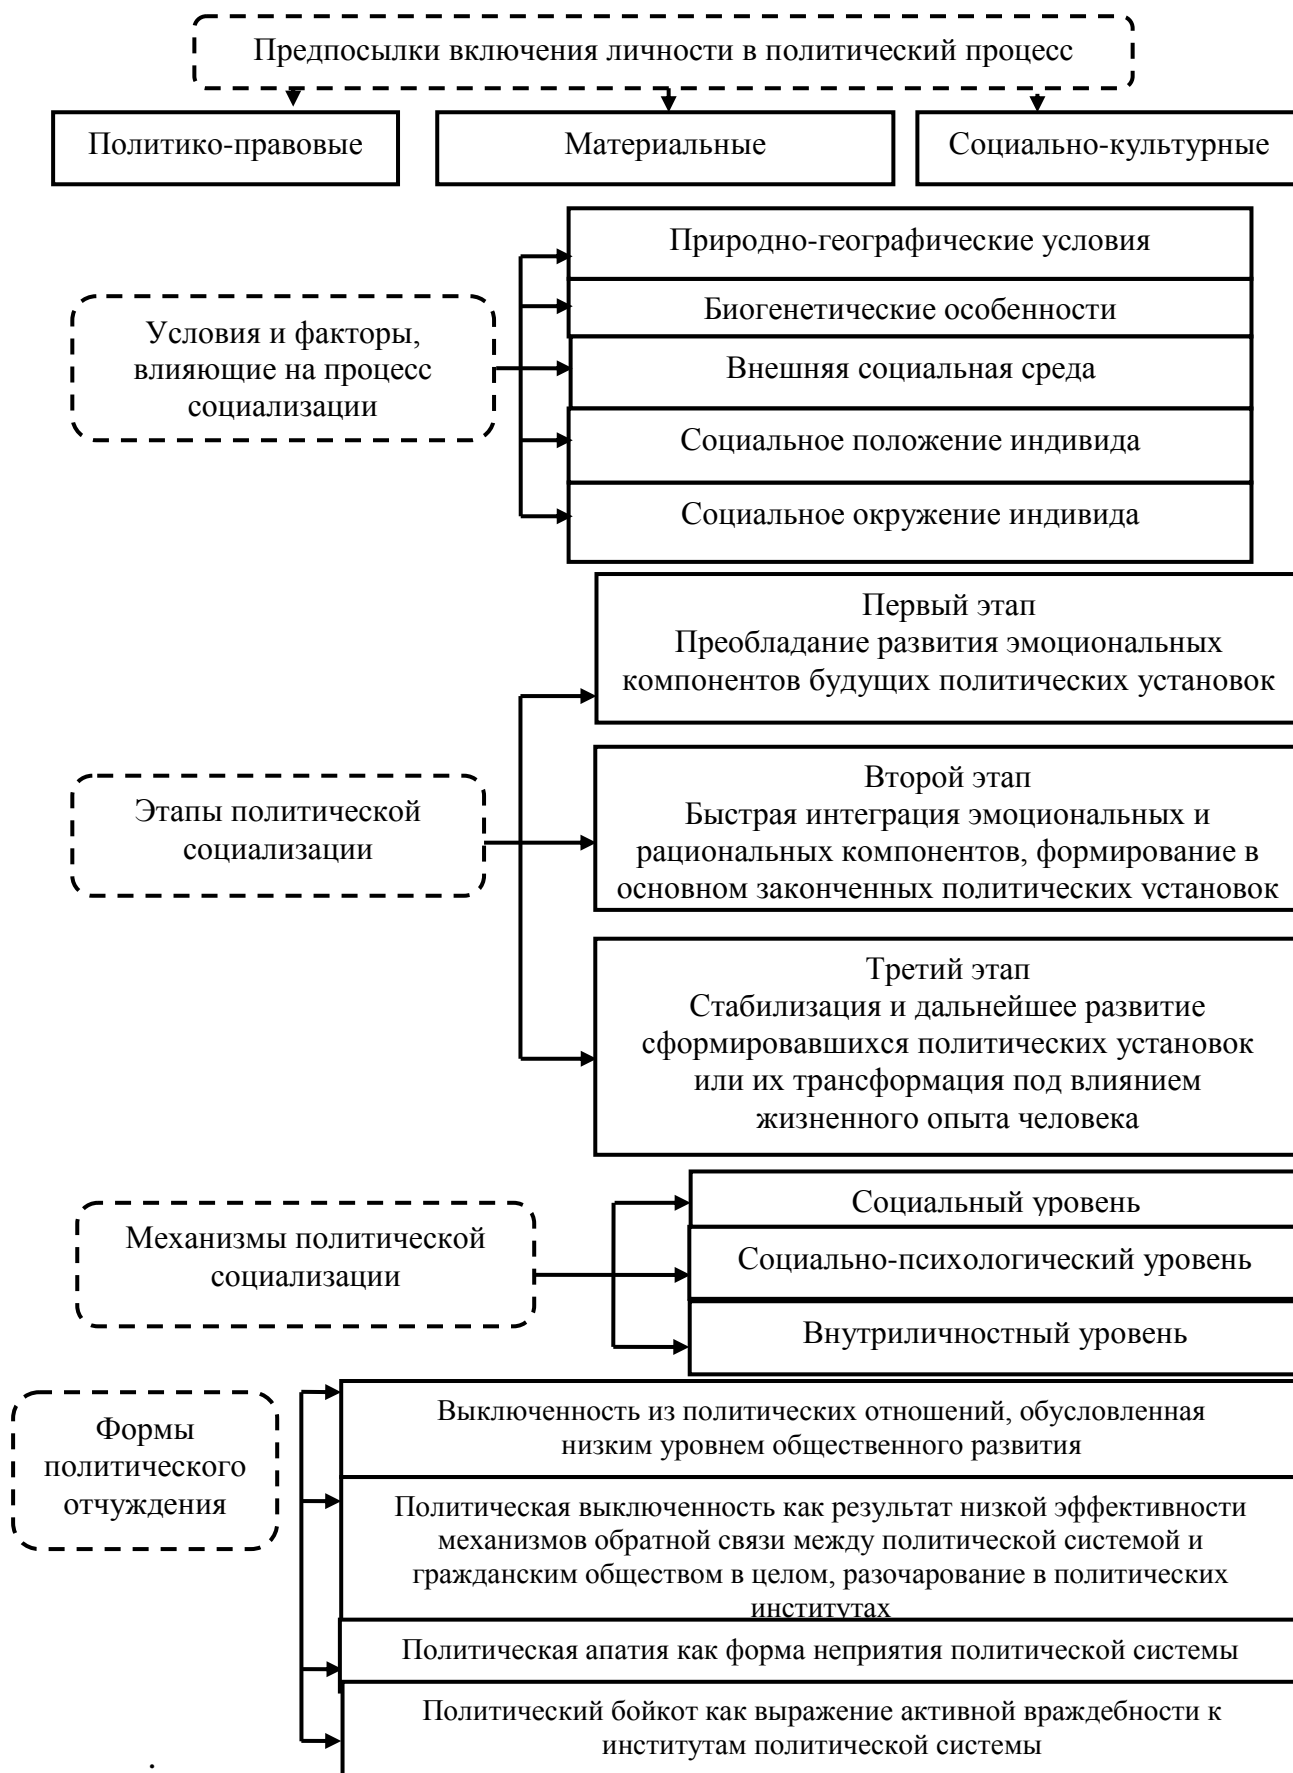 Предпосылки включения личности в политический процесс
Политико-правовые
Материальные
Социально-культурные
Условия и факторы,
влияющие на процесс
социализации
Природно-географические условия
Биогенетические особенности
Внешняя социальная среда
Социальное положение индивида
Социальное окружение индивида
Этапы политической
социализации
Первый этап
Преобладание развития эмоциональных
компонентов будущих политических установок
Второй этап
Быстрая интеграция эмоциональных и
рациональных компонентов, формирование в
основном законченных политических установок
Третий этап
Стабилизация и дальнейшее развитие
сформировавшихся политических установок
или их трансформация под влиянием
жизненного опыта человека
Механизмы политической
социализации
Социальный уровень
Социально-психологический уровень
Внутриличностный уровень
Формы
политического
отчуждения
Выключенность из политических отношений, обусловленная
низким уровнем общественного развития
Политическая выключенность как результат низкой эффективности
механизмов обратной связи между политической системой и
гражданским обществом в целом, разочарование в политических
институтах
Политическая апатия как форма неприятия политической системы
Политический бойкот как выражение активной враждебности к
институтам политической системы
.